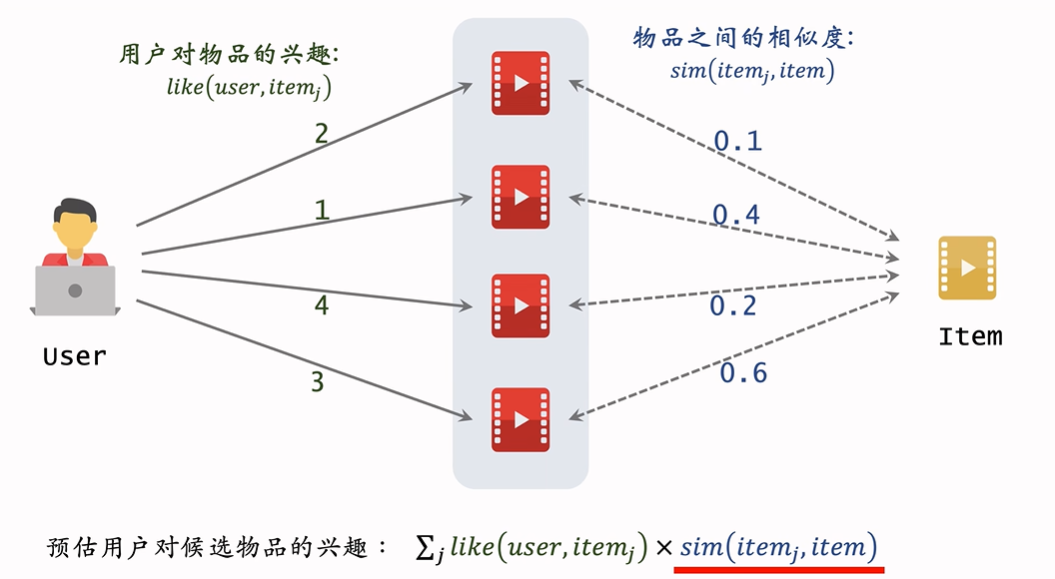 用户对物品的兴趣:
like(user, item_j)
物品之间的相似度:
sim(item_j, item)
2
0.1
1
0.4
4
0.2
3
0.6
User
Item
预估用户对候选物品的兴趣： ∑_j like(user, item_j) × sim(item_j, item)